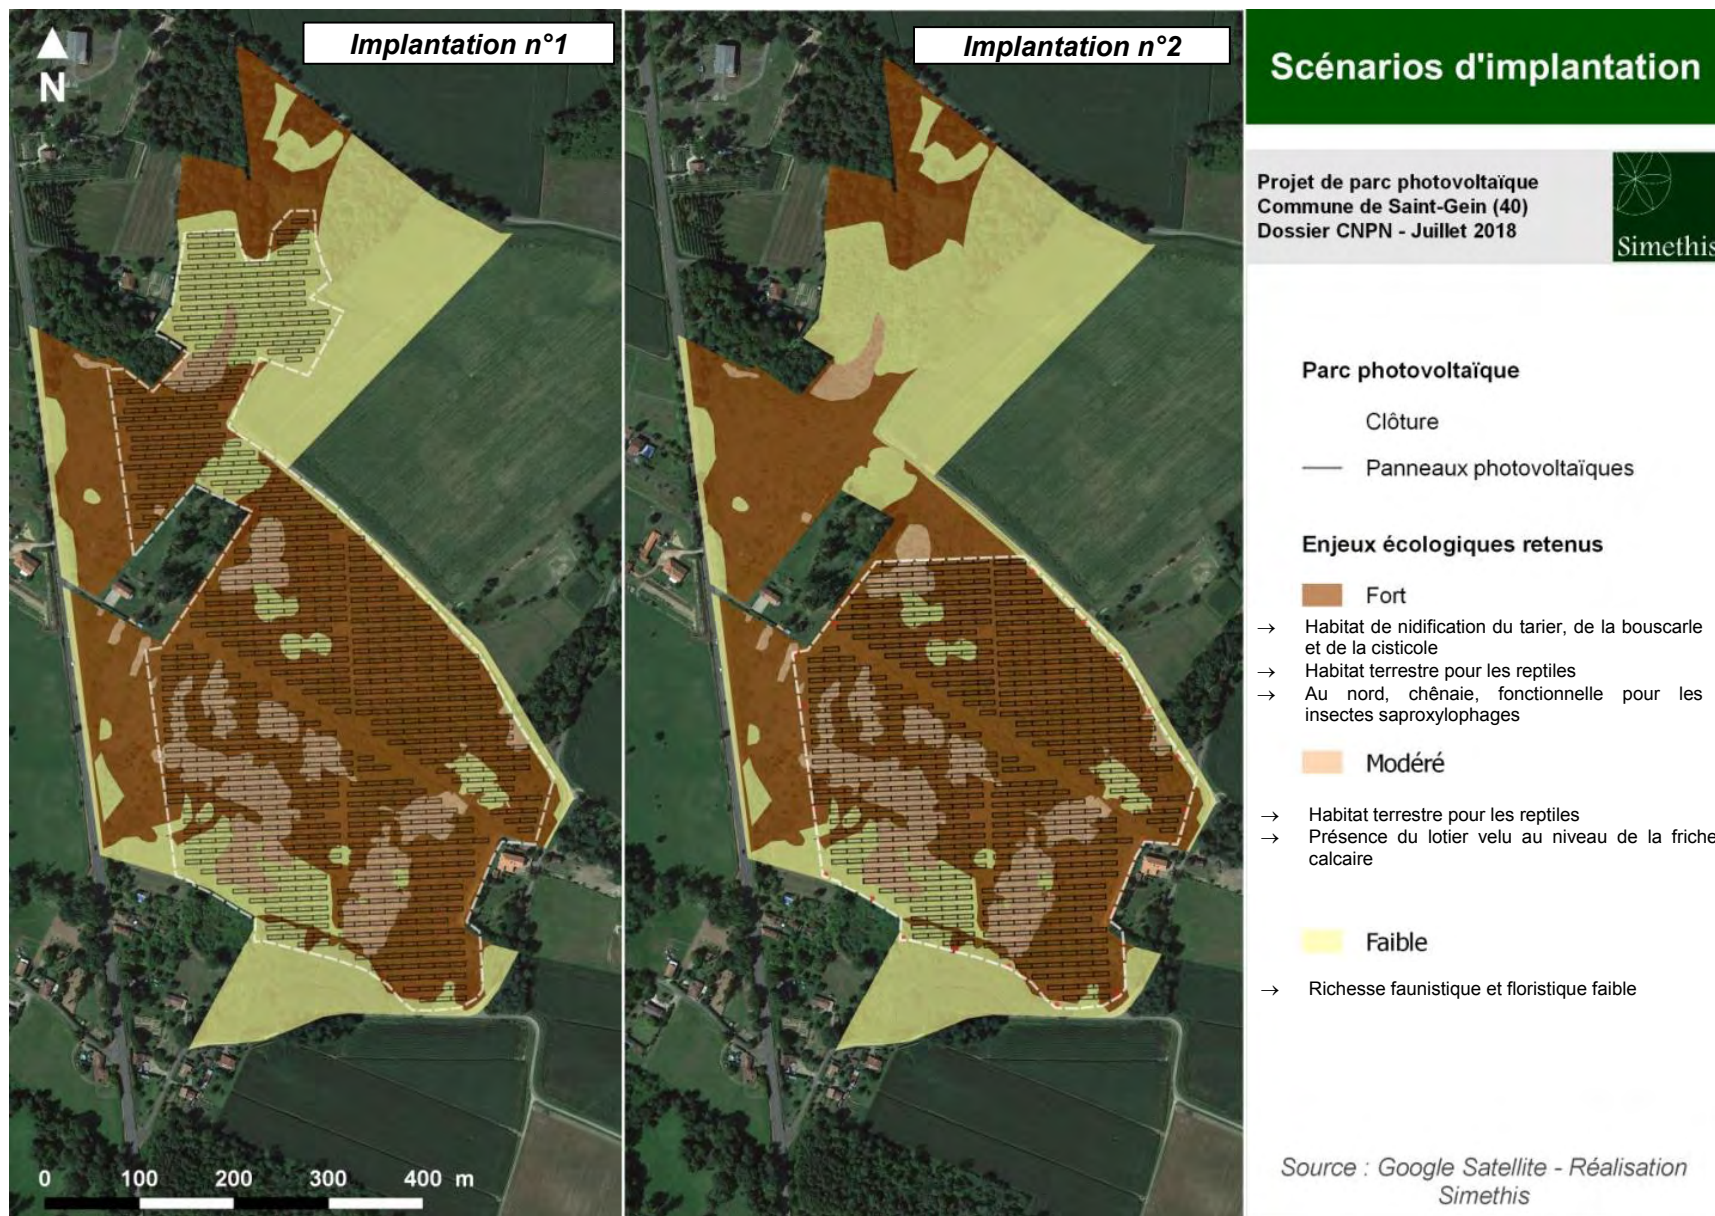 Implantation n°1
N
Implantation n°2
Scénarios d'implantation
Projet de parc photovoltaïque
Commune de Saint-Gein (40)
Dossier CNPN - Juillet 2018
Simethis
Parc photovoltaïque
Clôture
Panneaux photovoltaïques
Enjeux écologiques retenus
Fort
→ Habitat de nidification du tarier, de la bouscarle
et de la cisticole
→ Habitat terrestre pour les reptiles
→ Au nord, chênaie, fonctionnelle pour les
insectes saproxylophages
Modéré
→ Habitat terrestre pour les reptiles
→ Présence du lotier velu au niveau de la friche
calcaire
Faible
→ Richesse faunistique et floristique faible
0 100 200 300 400 m
Source : Google Satellite - Réalisation
Simethis